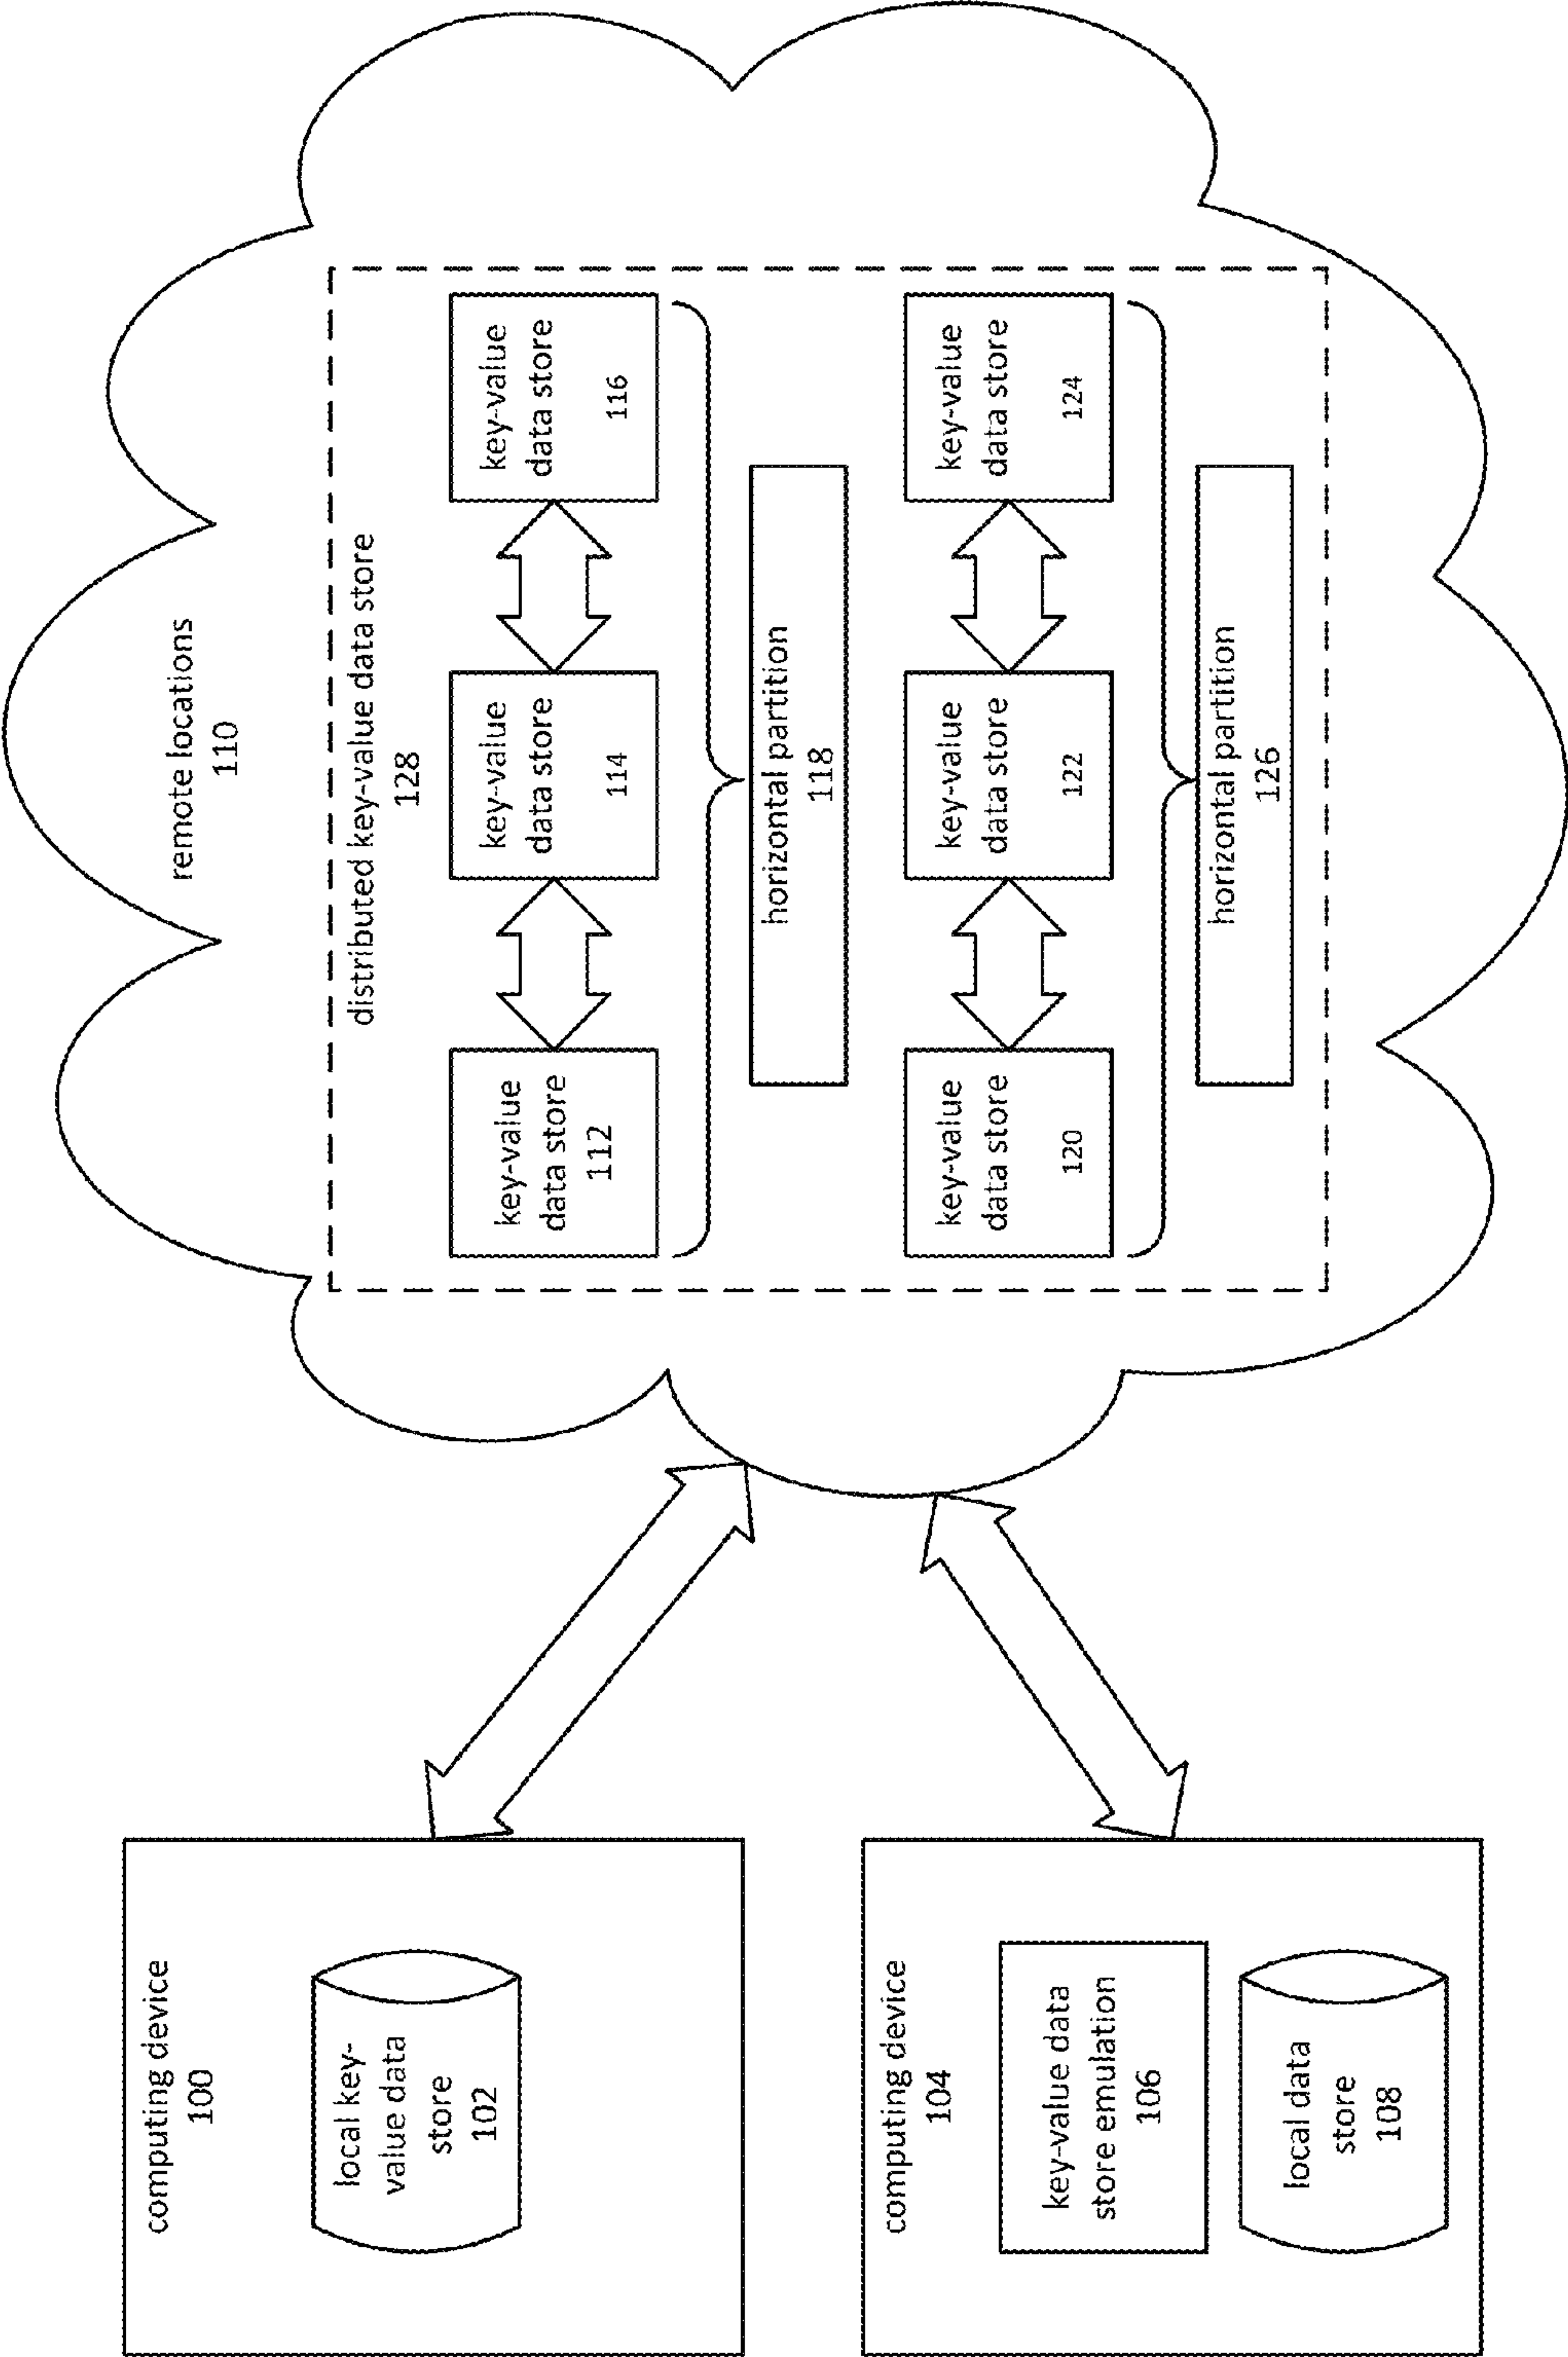 computing device
100
local key-
value data
store
102
computing device
104
key-value data
store emulation
106
local data
store
108
remote locations
110
distributed key-value data store
128
key-value
data store
112
key-value
data store
114
key-value
data store
116
horizontal partition
118
key-value
data store
120
key-value
data store
122
key-value
data store
124
horizontal partition
126